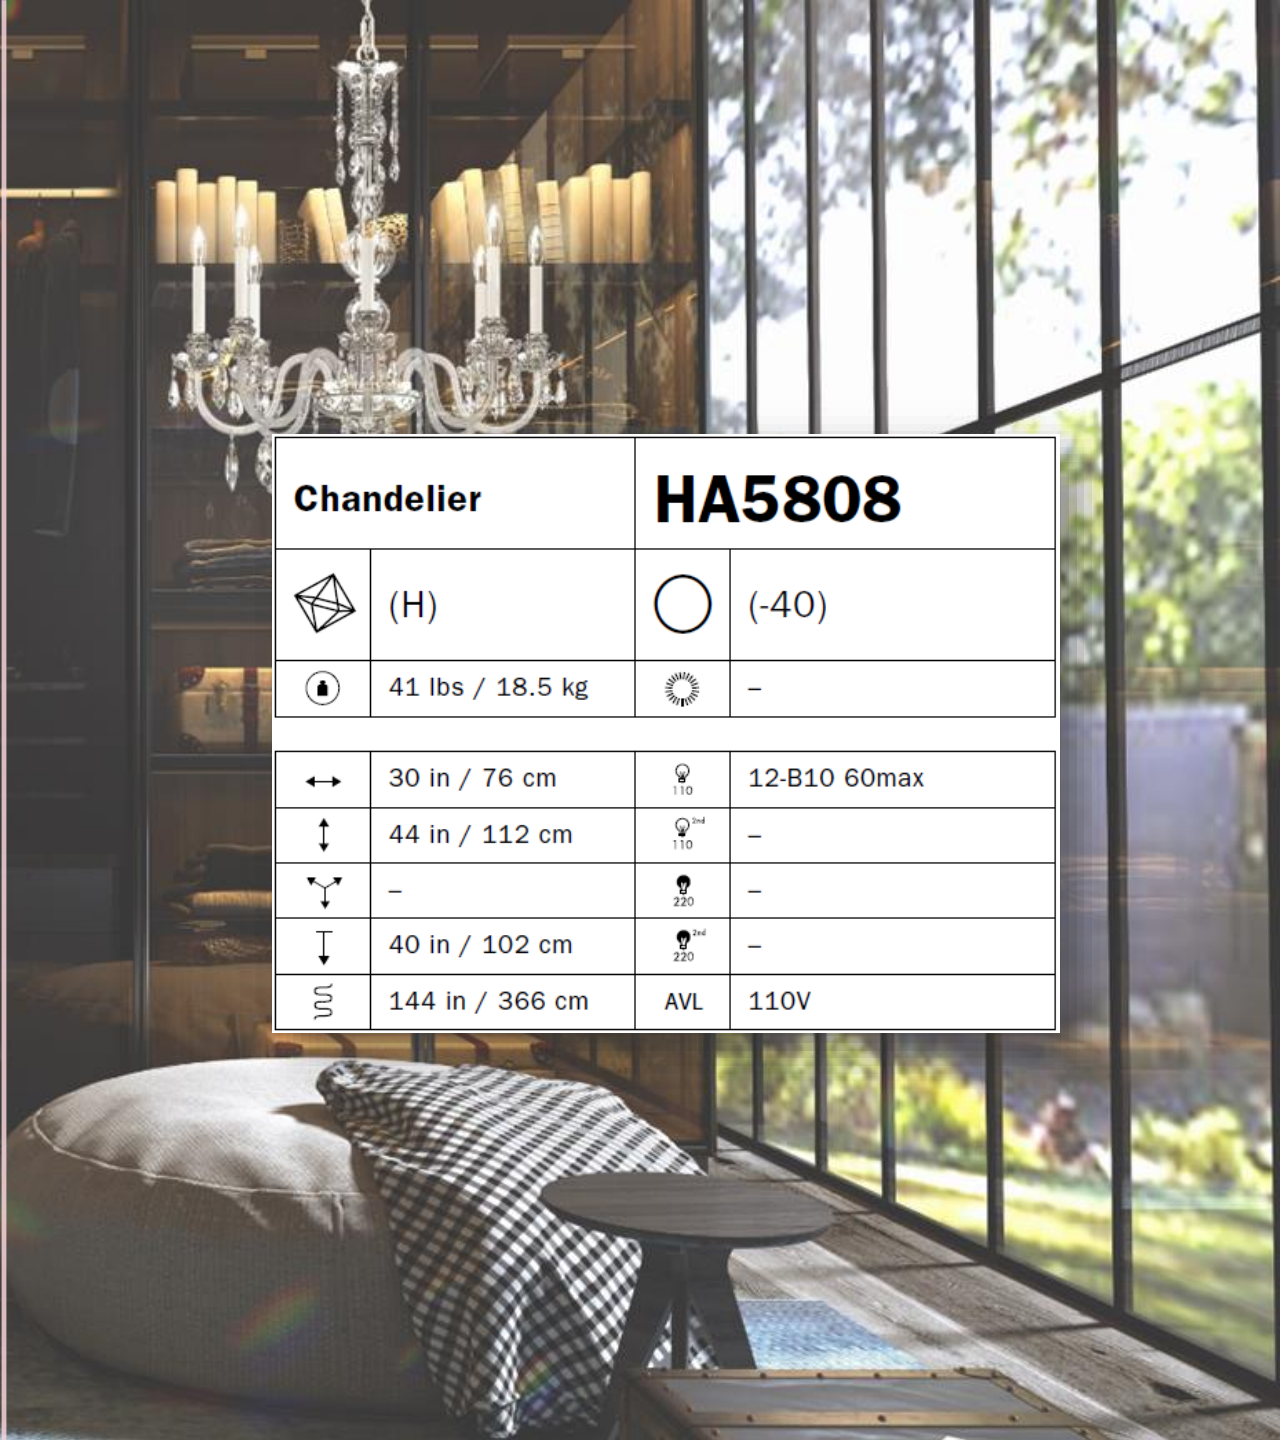 Chandelier HA5808
(H) (-40)
41 lbs / 18.5 kg –
30 in / 76 cm 110 12-B10 60max
44 in / 112 cm 110 2nd –
– 220 –
40 in / 102 cm 220 2nd –
144 in / 366 cm AVL 110V